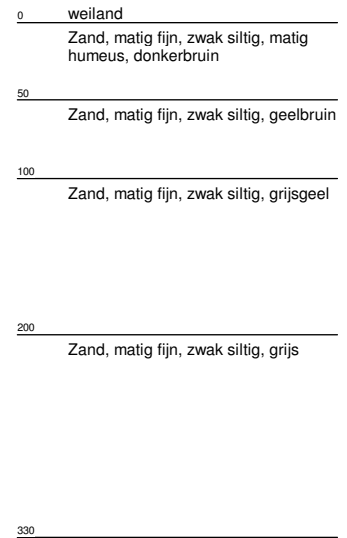 0 weiland
Zand, matig fijn, zwak siltig, matig
humeus, donkerbruin
50
Zand, matig fijn, zwak siltig, geelbruin
100
Zand, matig fijn, zwak siltig, grijsgeel
200
Zand, matig fijn, zwak siltig, grijs
330